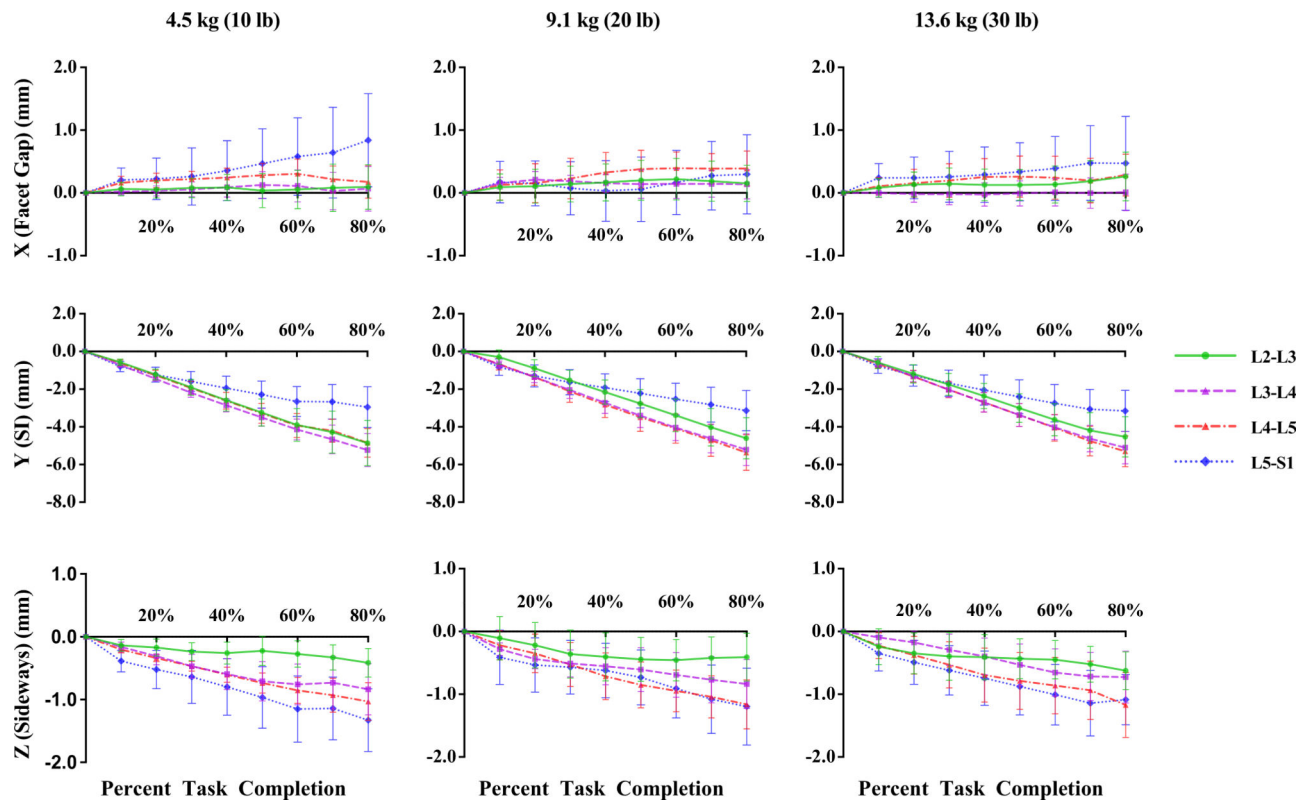 4.5 kg (10 lb)
9.1 kg (20 lb)
13.6 kg (30 lb)
X (Facet Gap) (mm)
2.0
1.0
0.0
-1.0
20% 40% 60% 80%
2.0
1.0
0.0
-1.0
20% 40% 60% 80%
2.0
1.0
0.0
-1.0
20% 40% 60% 80%
Y (SI) (mm)
2.0
0.0
-2.0
-4.0
-6.0
-8.0
20% 40% 60% 80%
2.0
0.0
-2.0
-4.0
-6.0
-8.0
20% 40% 60% 80%
2.0
0.0
-2.0
-4.0
-6.0
-8.0
20% 40% 60% 80%
L2-L3
L3-L4
L4-L5
L5-S1
Z (Sideways) (mm)
1.0
0.0
-1.0
-2.0
20% 40% 60% 80%
1.0
0.0
-1.0
-2.0
20% 40% 60% 80%
1.0
0.0
-1.0
-2.0
20% 40% 60% 80%
Percent Task Completion
Percent Task Completion
Percent Task Completion